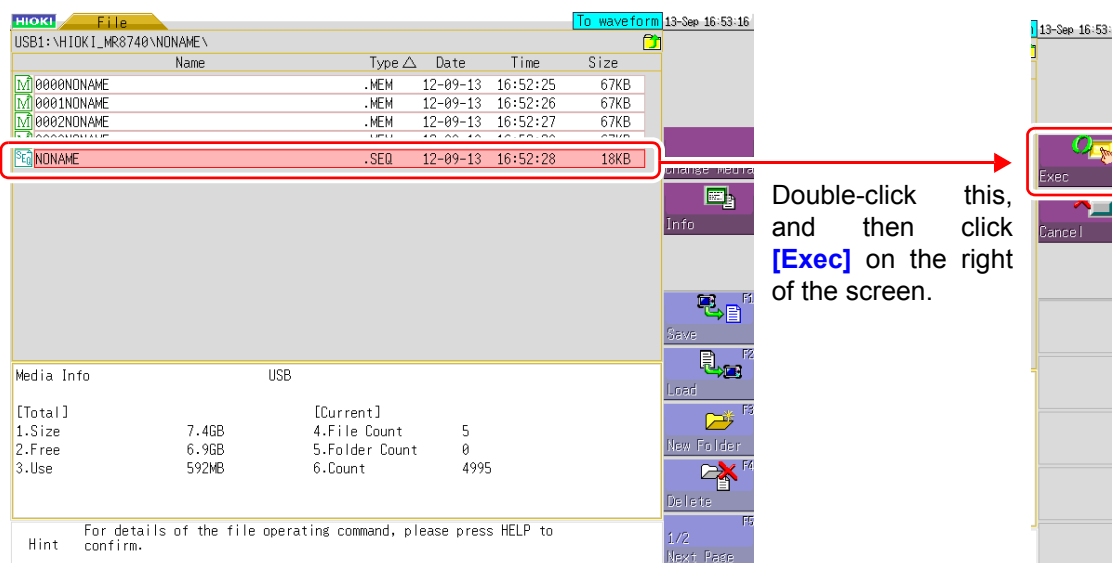 HIOKI File To waveform 13-Sep 16:53:16
USB1:\HIOKI_MR8740\NONAME\
Name Type △ Date Time Size
M 0000NONAME .MEM 12-09-13 16:52:25 67KB
M 0001NONAME .MEM 12-09-13 16:52:26 67KB
M 0002NONAME .MEM 12-09-13 16:52:27 67KB
SEQ NONAME .SEQ 12-09-13 16:52:28 18KB
Change Media
Info
F1
Save
F2
Load
F3
New Folder
F4
Delete
F5
1/2
Next Page
Media Info USB
[Total] [Current]
1.Size 7.4GB 4.File Count 5
2.Free 6.9GB 5.Folder Count 0
3.Use 592MB 6.Count 4995
Hint For details of the file operating command, please press HELP to
confirm.
Double-click this,
and then click
[Exec] on the right
of the screen.
13-Sep 16:53:
Exec
Cancel